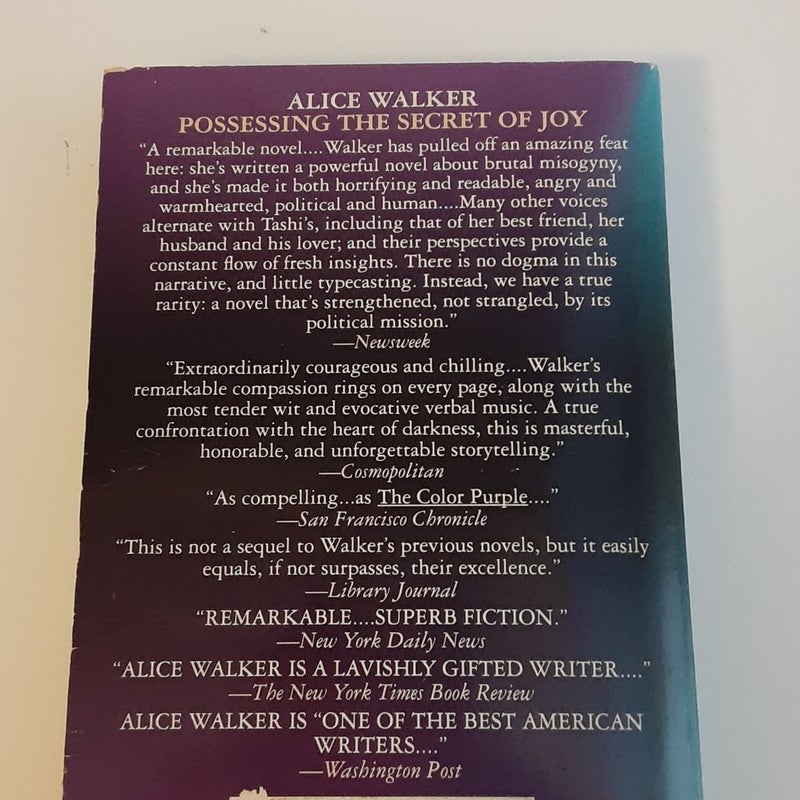 ALICE WALKER
POSSESSING THE SECRET OF JOY
“A remarkable novel....Walker has pulled off an amazing feat
here: she’s written a powerful novel about brutal misogyny,
and she’s made it both horrifying and readable, angry and
warmhearted, political and human....Many other voices
alternate with Tashi’s, including that of her best friend, her
husband and his lover; and their perspectives provide a
constant flow of fresh insights. There is no dogma in this
narrative, and little typecasting. Instead, we have a true
rarity: a novel that’s strengthened, not strangled, by its
political mission.”
—Newsweek
“Extraordinarily courageous and chilling....Walker’s
remarkable compassion rings on every page, along with the
most tender wit and evocative verbal music. A true
confrontation with the heart of darkness, this is masterful,
honorable, and unforgettable storytelling.”
—Cosmopolitan
“As compelling...as The Color Purple....”
—San Francisco Chronicle
“This is not a sequel to Walker’s previous novels, but it easily
equals, if not surpasses, their excellence.”
—Library Journal
“REMARKABLE....SUPERB FICTION.”
—New York Daily News
“ALICE WALKER IS A LAVISHLY GIFTED WRITER....”
—The New York Times Book Review
ALICE WALKER IS “ONE OF THE BEST AMERICAN
WRITERS....”
—Washington Post